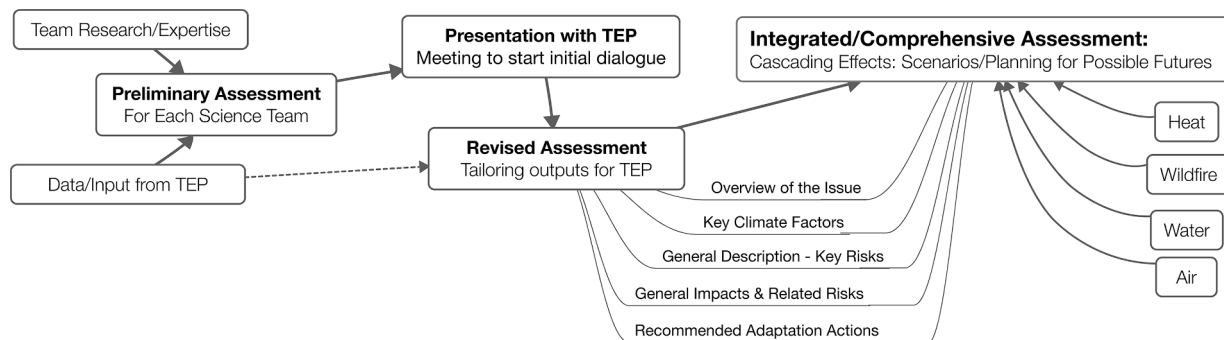 Team Research/Expertise
Preliminary Assessment
For Each Science Team
Data/Input from TEP
Presentation with TEP
Meeting to start initial dialogue
Revised Assessment
Tailoring outputs for TEP
Overview of the Issue
Key Climate Factors
General Description - Key Risks
General Impacts & Related Risks
Recommended Adaptation Actions
Integrated/Comprehensive Assessment:
Cascading Effects: Scenarios/Planning for Possible Futures
Heat
Wildfire
Water
Air